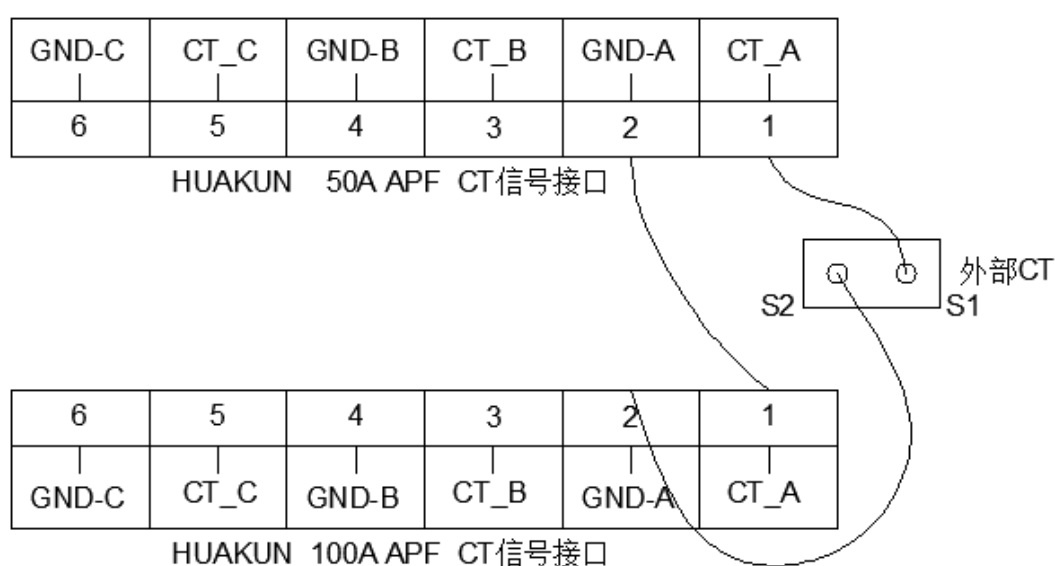 GND-C CT_C GND-B CT_B GND-A CT_A
6 5 4 3 2 1
HUAKUN 50A APF CT信号接口
外部CT
S2 S1
6 5 4 3 2 1
GND-C CT_C GND-B CT_B GND-A CT_A
HUAKUN 100A APF CT信号接口